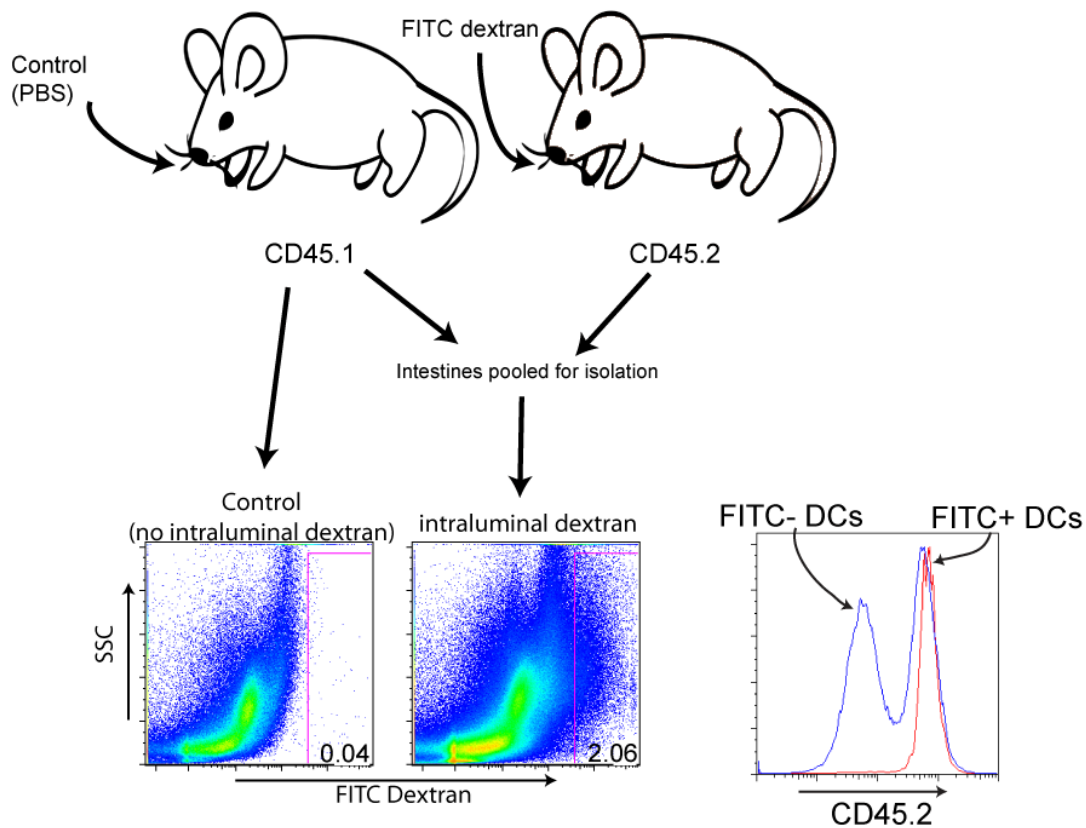 FITC dextran
Control
(PBS)
CD45.1
CD45.2
Intestines pooled for isolation
Control
(no intraluminal dextran)
intraluminal dextran
FITC- DCs
FITC+ DCs
SSC
0.04
2.06
FITC Dextran
CD45.2